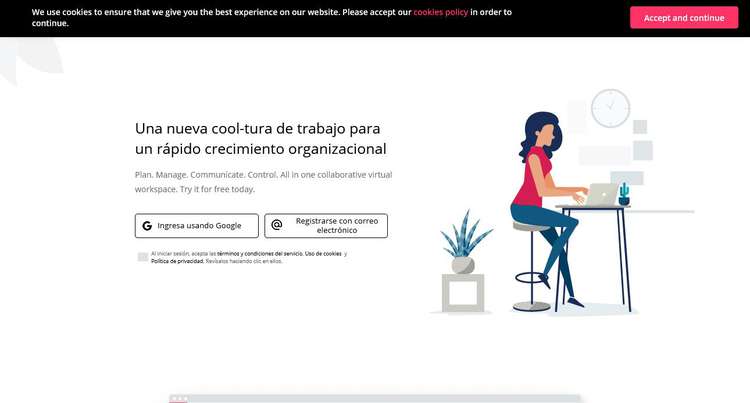 We use cookies to ensure that we give you the best experience on our website. Please accept our cookies policy in order to
continue.
Accept and continue
Una nueva cool-tura de trabajo para
un rápido crecimiento organizacional
Plan. Manage. Communicate. Control. All in one collaborative virtual
workspace. Try it for free today.
Ingresa usando Google
Registrarse con correo
electrónico
Al iniciar sesión, acepta los términos y condiciones del servicio, Uso de cookies y
Política de privacidad. Revísalos haciendo clic en ellos.